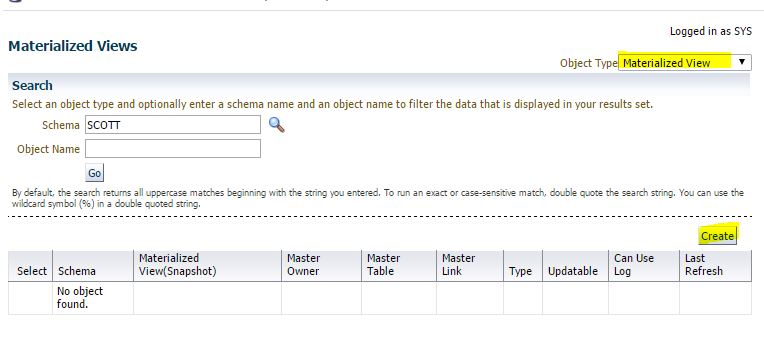 Logged in as SYS
Materialized Views
Object Type Materialized View
Search
Select an object type and optionally enter a schema name and an object name to filter the data that is displayed in your results set.
Schema SCOTT
Object Name
Go
By default, the search returns all uppercase matches beginning with the string you entered. To run an exact or case-sensitive match, double quote the search string. You can use the
wildcard symbol (%) in a double quoted string.
Create
Select Schema Materialized View(Snapshot) Master Owner Master Table Master Link Type Updatable Can Use Log Last Refresh
No object
found.